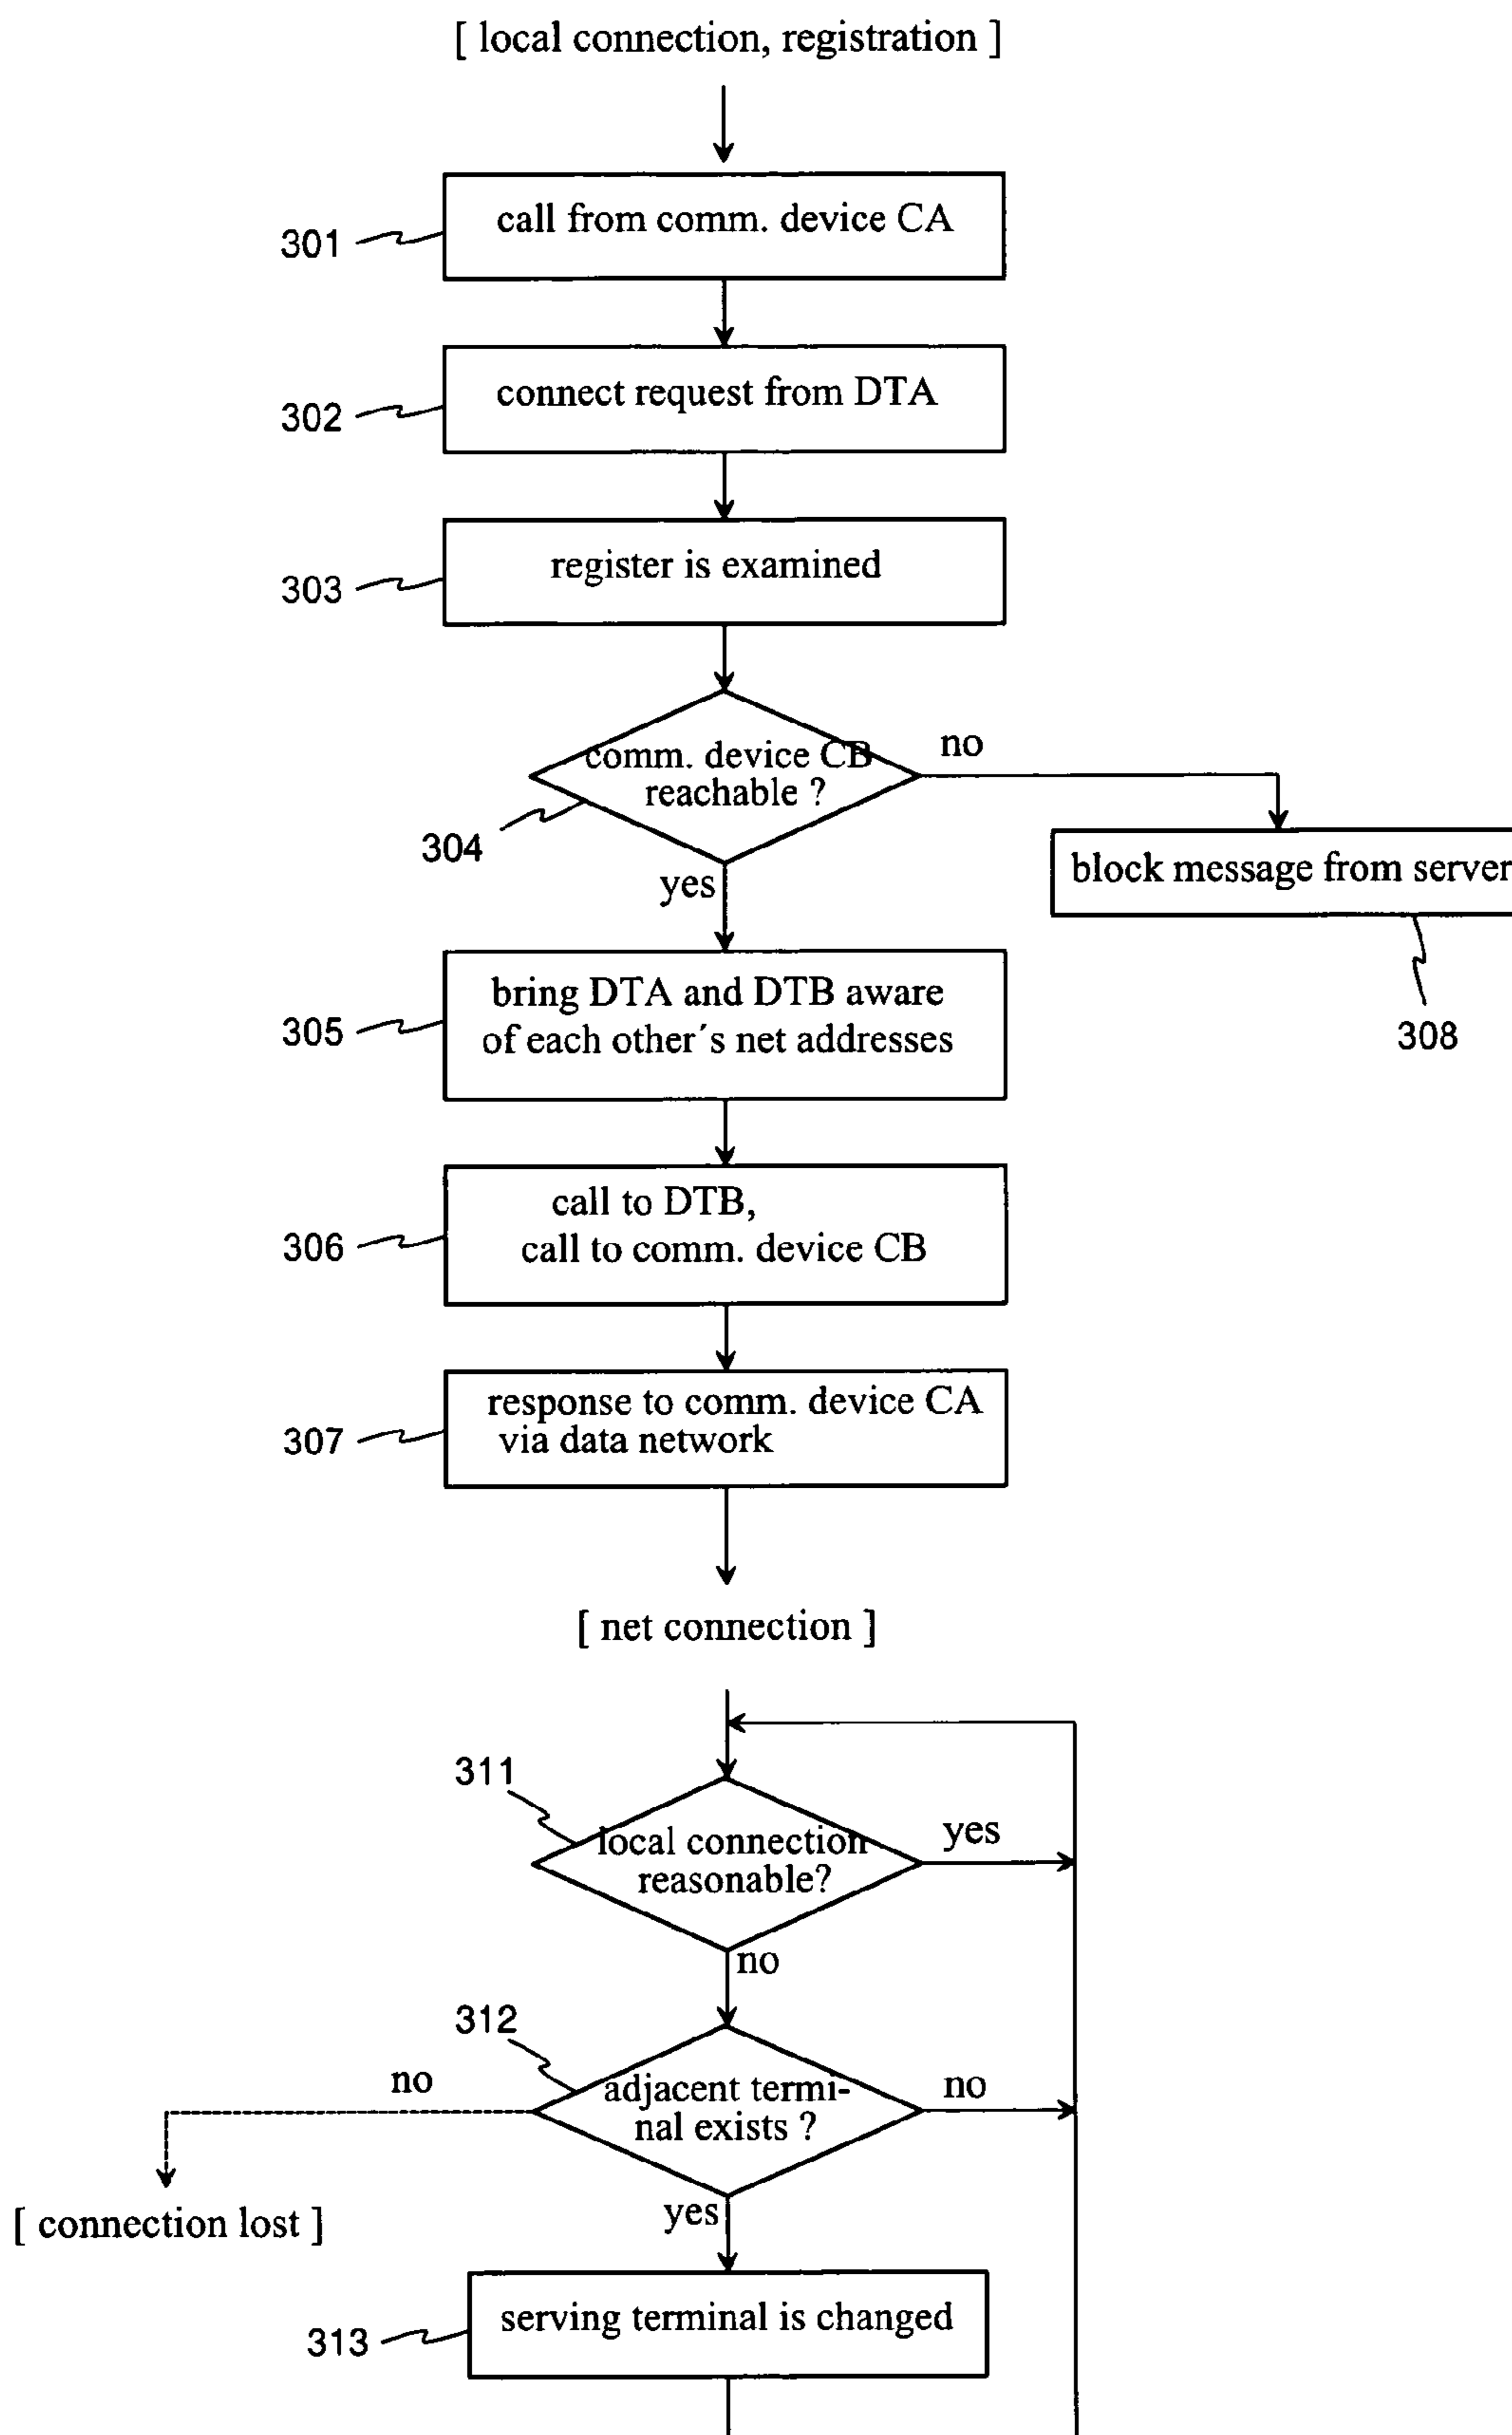 [ local connection, registration ]
call from comm. device CA
301
connect request from DTA
302
register is examined
303
comm. device CB
reachable ?
no
304
yes
block message from server
308
bring DTA and DTB aware
of each other´s net addresses
305
call to DTB,
call to comm. device CB
306
response to comm. device CA
via data network
307
[ net connection ]
311
local connection
reasonable?
yes
no
312
no
adjacent termi-
nal exists ?
no
[ connection lost ]
yes
serving terminal is changed
313